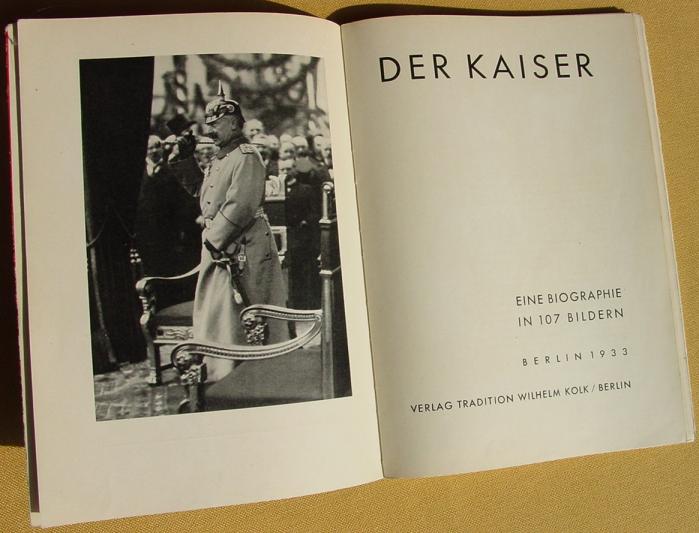 DER KAISER
EINE BIOGRAPHIE
IN 107 BILDERN
BERLIN 1933
VERLAG TRADITION WILHELM KOLK / BERLIN